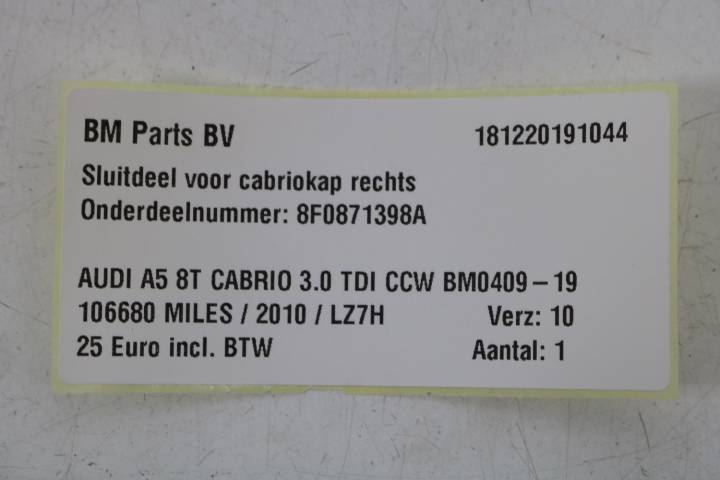 BM Parts BV 181220191044
Sluitdeel voor cabriokap rechts
Onderdeelnummer: 8F0871398A
AUDI A5 8T CABRIO 3.0 TDI CCW BM0409-19
106680 MILES / 2010 / LZ7H Verz: 10
25 Euro incl. BTW Aantal: 1